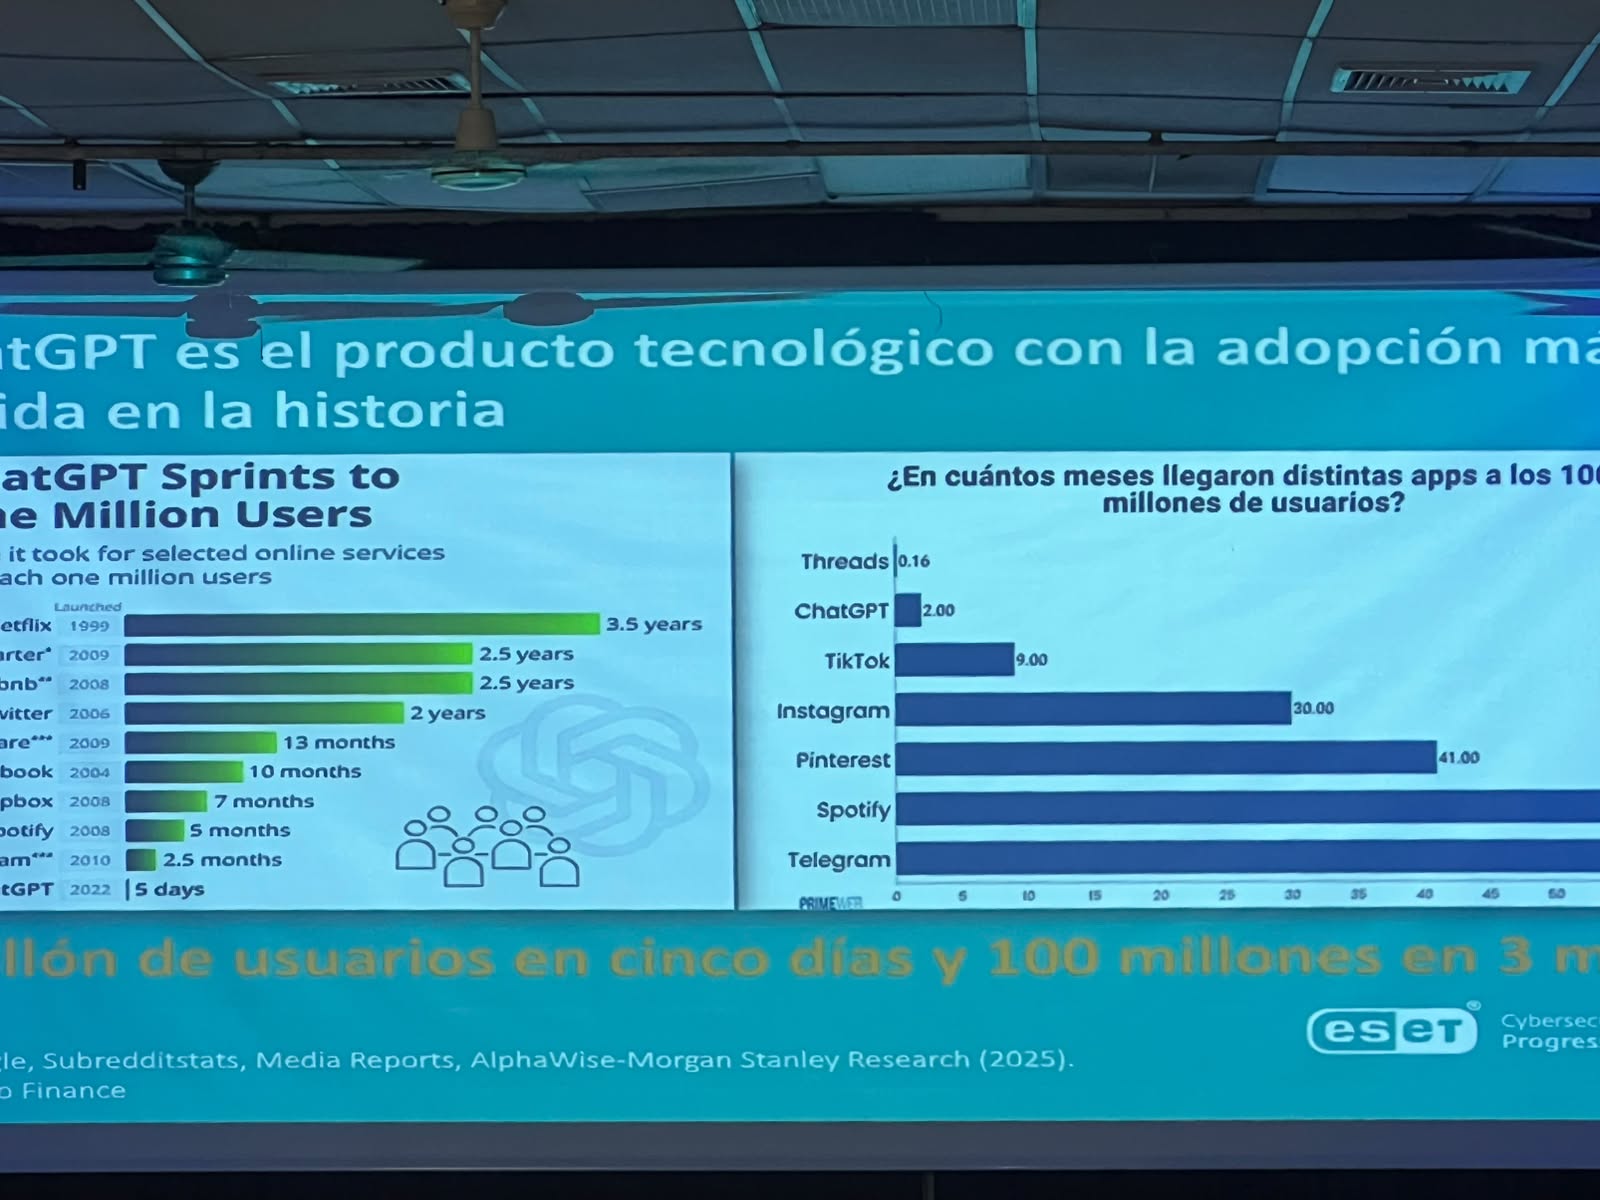 tGPT es el producto tecnológico con la adopción má
ida en la historia
atGPT Sprints to
ne Million Users
it took for selected online services
ach one million users
Launched
etflix 1999 3.5 years
arter* 2009 2.5 years
bnb** 2008 2.5 years
witter 2006 2 years
are*** 2009 13 months
book 2004 10 months
pbox 2008 7 months
potify 2008 5 months
am*** 2010 2.5 months
tGPT 2022 5 days
¿En cuántos meses llegaron distintas apps a los 100
millones de usuarios?
Threads 0.16
ChatGPT 2.00
TikTok 9.00
Instagram 30.00
Pinterest 41.00
Spotify
Telegram
0 5 10 15 20 25 30 35 40 45 50
PRIMEWEB
llón de usuarios en cinco días y 100 millones en 3 m
eseT®
Cybersec
Progres
gle, Subredditstats, Media Reports, AlphaWise-Morgan Stanley Research (2025).
o Finance